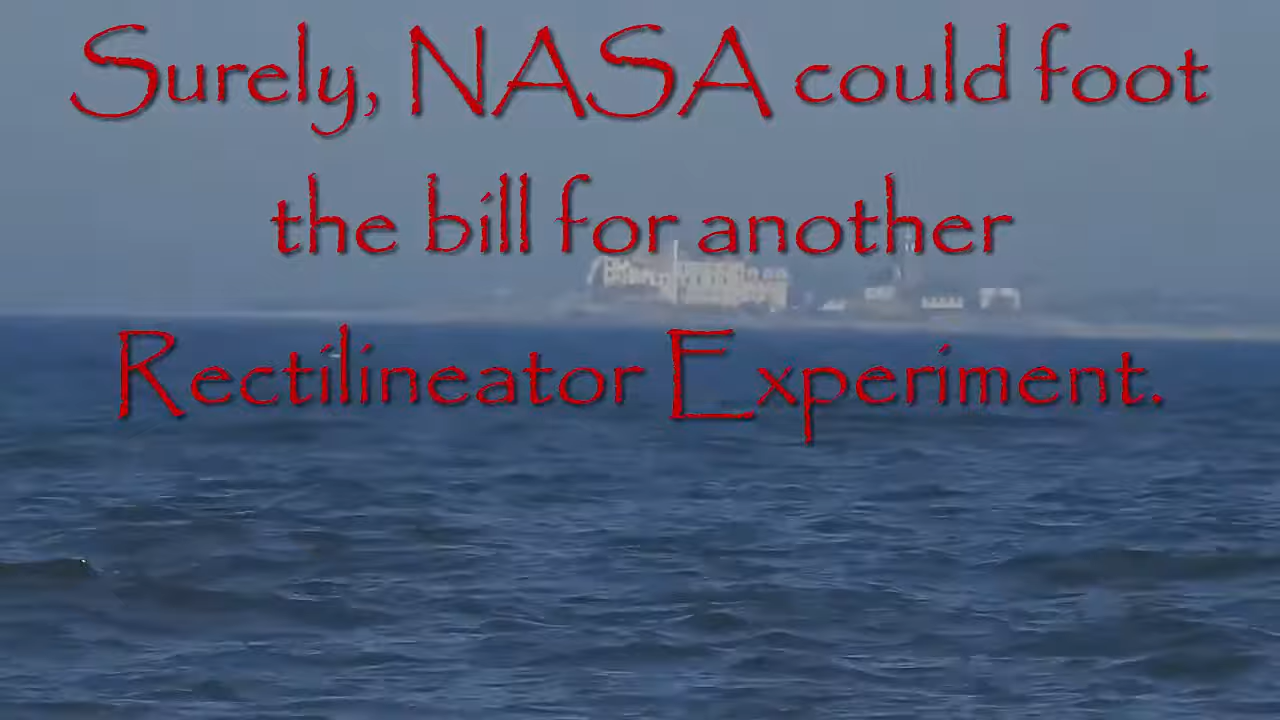 Surely, NASA could foot
the bill for another
Rectilineator Experiment.